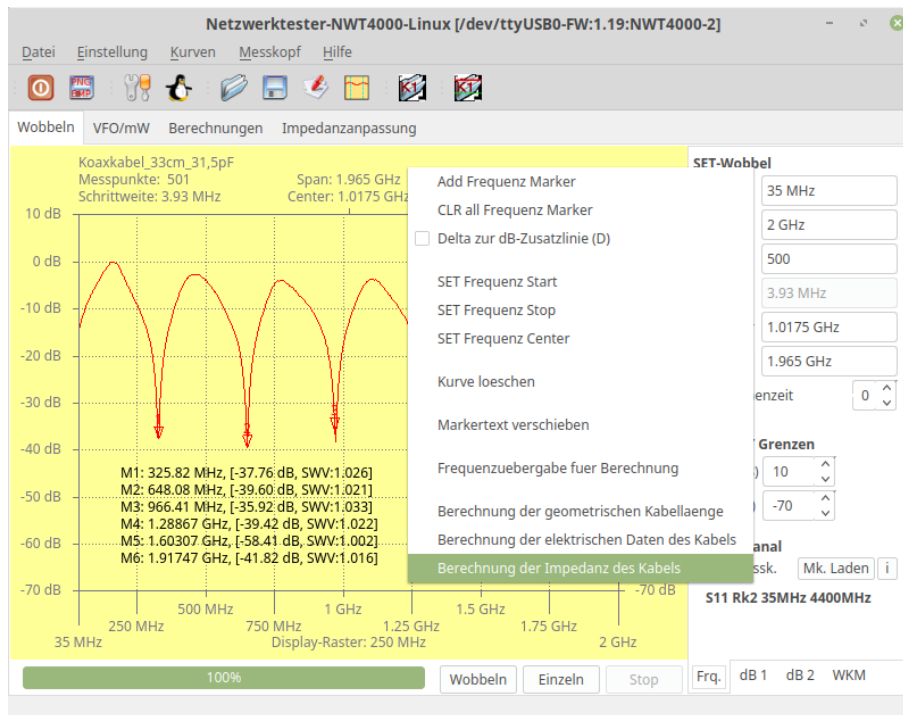 Netzwerktester-NWT4000-Linux [/dev/ttyUSB0-FW:1.19:NWT4000-2]
Datei Einstellung Kurven Messkopf Hilfe
PNG
K1 K1
Wobbeln VFO/mW Berechnungen Impedanzanpassung
Koaxkabel_33cm_31,5pF
Messpunkte: 501 Span: 1.965 GHz
Schrittweite: 3.93 MHz Center: 1.0175 GHz
10 dB
0 dB
-10 dB
-20 dB
-30 dB
-40 dB
-50 dB
-60 dB
-70 dB
M1: 325.82 MHz, [-37.76 dB, SWV:1.026]
M2: 648.08 MHz, [-39.60 dB, SWV:1.021]
M3: 966.41 MHz, [-35.92 dB, SWV:1.033]
M4: 1.28867 GHz, [-39.42 dB, SWV:1.022]
M5: 1.60307 GHz, [-58.41 dB, SWV:1.002]
M6: 1.91747 GHz, [-41.82 dB, SWV:1.016]
-70 dB
500 MHz 1 GHz 1.5 GHz
250 MHz 750 MHz 1.25 GHz 1.75 GHz
35 MHz Display-Raster: 250 MHz 2 GHz
Add Frequenz Marker
CLR all Frequenz Marker
Delta zur dB-Zusatzlinie (D)
SET Frequenz Start
SET Frequenz Stop
SET Frequenz Center
Kurve loeschen
Markertext verschieben
Frequenzuebergabe fuer Berechnung
Berechnung der geometrischen Kabellaenge
Berechnung der elektrischen Daten des Kabels
Berechnung der Impedanz des Kabels
SET-Wobbel
35 MHz
2 GHz
500
3.93 MHz
1.0175 GHz
1.965 GHz
enzeit 0
Grenzen
) 10
) -70
anal
ssk. Mk. Laden i
S11 Rk2 35MHz 4400MHz
100% Wobbeln Einzeln Stop
Frq. dB 1 dB 2 WKM